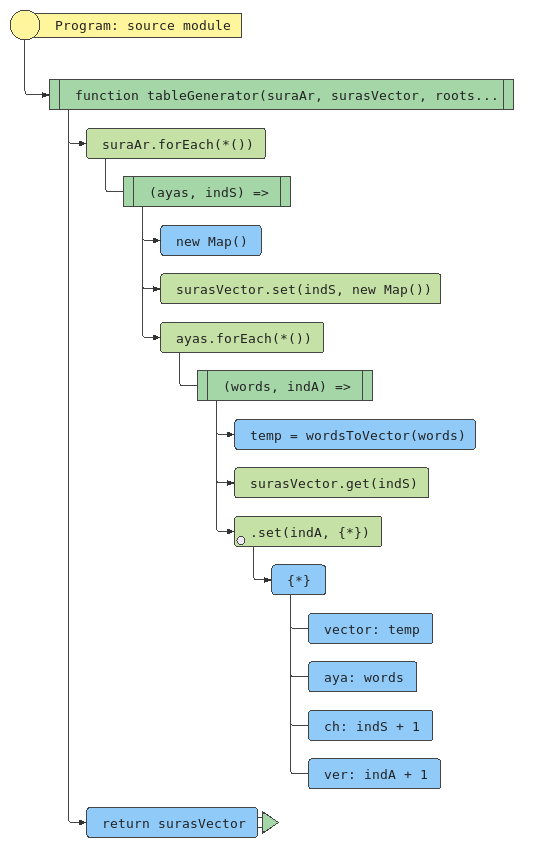 Program: source module
function tableGenerator(suraAr, surasVector, roots...
suraAr.forEach(*())
(ayas, indS) =>
new Map()
surasVector.set(indS, new Map())
ayas.forEach(*())
(words, indA) =>
temp = wordsToVector(words)
surasVector.get(indS)
.set(indA, {*})
{*}
vector: temp
aya: words
ch: indS + 1
ver: indA + 1
return surasVector